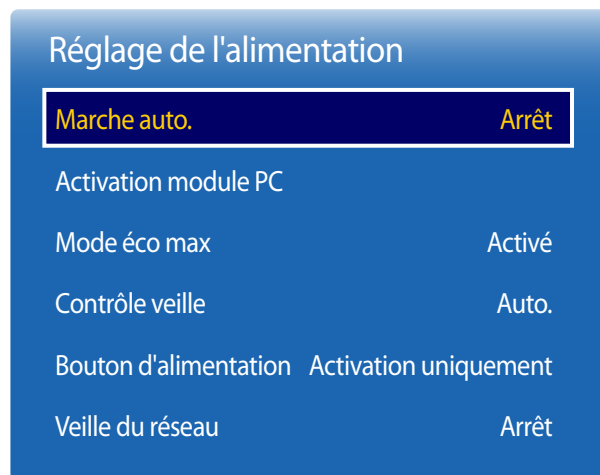 Réglage de l'alimentation
Marche auto. Arrêt
Activation module PC
Mode éco max Activé
Contrôle veille Auto.
Bouton d'alimentation Activation uniquement
Veille du réseau Arrêt